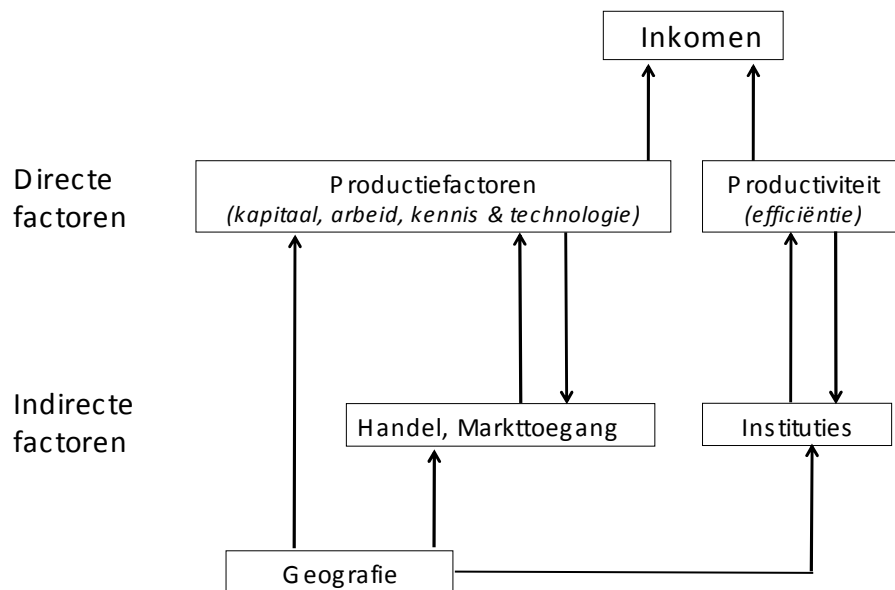 Inkomen
Directe
factoren
Productiefactoren
(kapitaal, arbeid, kennis & technologie)
Productiviteit
(efficiëntie)
Indirecte
factoren
Handel, Markttoegang
Instituties
Geografie